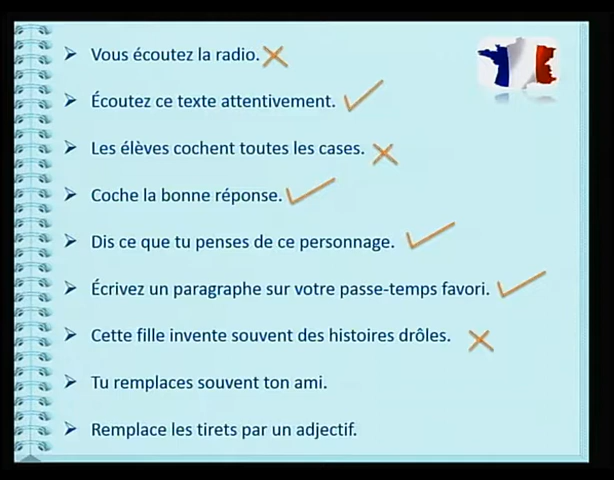 Vous écoutez la radio.
Écoutez ce texte attentivement.
Les élèves cochent toutes les cases.
Coche la bonne réponse.
Dis ce que tu penses de ce personnage.
Écrivez un paragraphe sur votre passe-temps favori.
Cette fille invente souvent des histoires drôles.
Tu remplaces souvent ton ami.
Remplace les tirets par un adjectif.